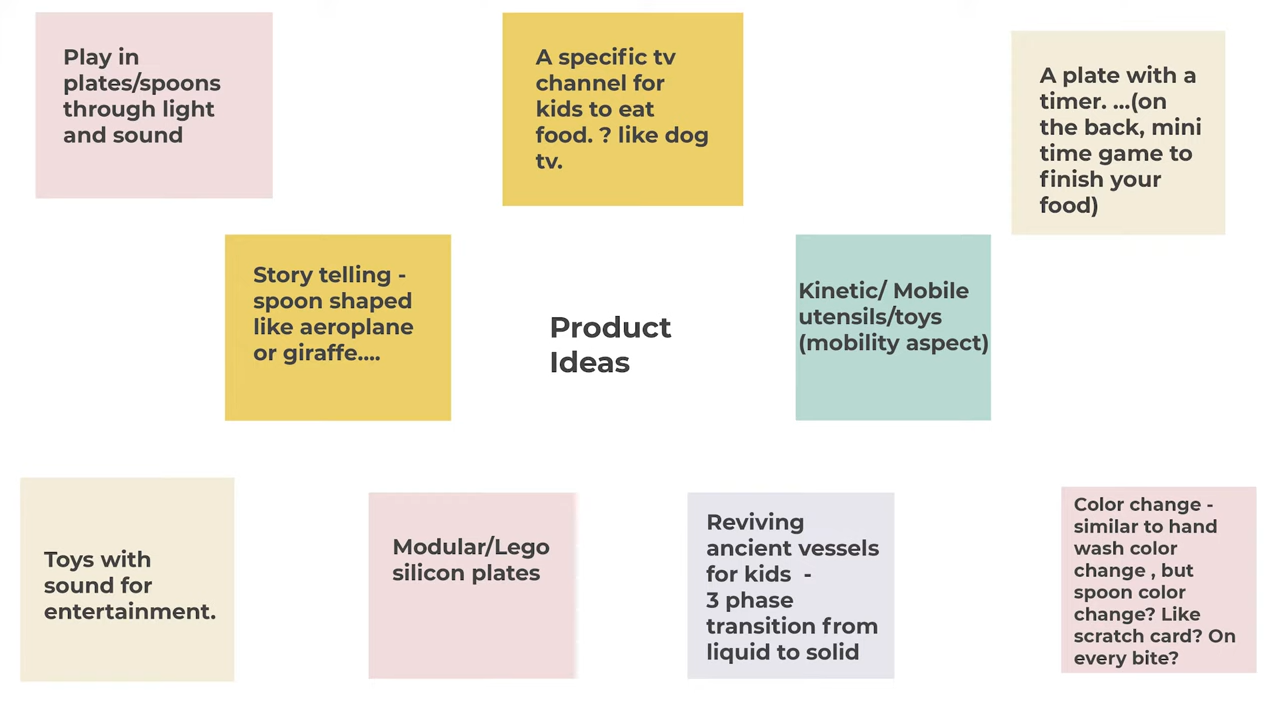 Play in
plates/spoons
through light
and sound
A specific tv
channel for
kids to eat
food. ? like dog
tv.
A plate with a
timer. ...(on
the back, mini
time game to
finish your
food)
Story telling -
spoon shaped
like aeroplane
or giraffe....
Product
Ideas
Kinetic/ Mobile
utensils/toys
(mobility aspect)
Toys with
sound for
entertainment.
Modular/Lego
silicon plates
Reviving
ancient vessels
for kids  -
3 phase
transition from
liquid to solid
Color change -
similar to hand
wash color
change , but
spoon color
change? Like
scratch card? On
every bite?